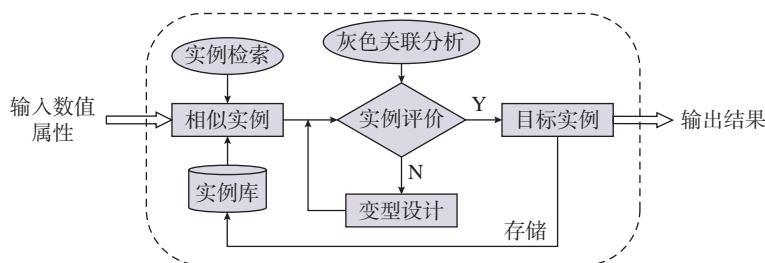 灰色关联分析
实例检索
输入数值
属性
相似实例
实例评价
Y
目标实例
输出结果
N
实例库
变型设计
存储